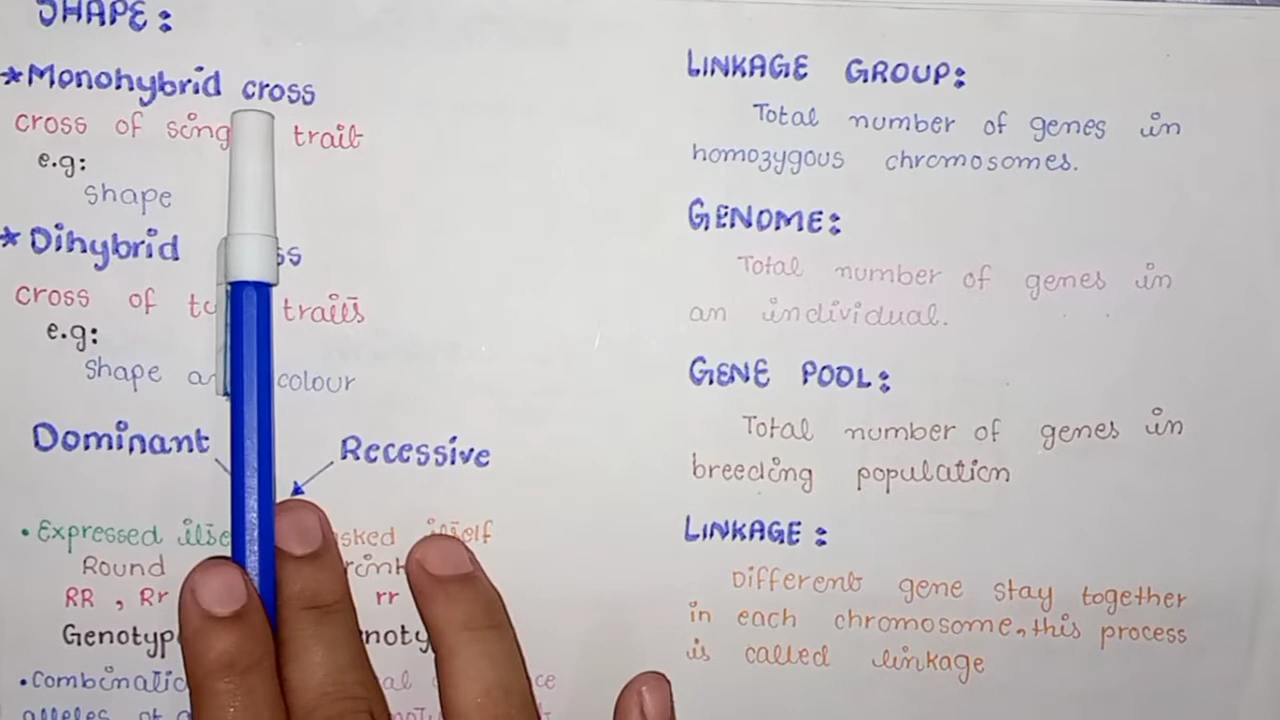 SHAPE:
*Monohybrid cross
cross of trait
e.g:
shape
*Dihybrid
cross of traits
e.g:
shape colour
Dominant Recessive
•Expressed itself
Round
RR , Rr rr
alleles of
LINKAGE GROUP:
Total number of genes in
homozygous chromosomes.
GENOME:
Total number of genes in
an individual.
GENE POOL:
Total number of genes in
breeding population
LINKAGE:
Different gene stay together
in each chromosome, this process
is called linkage